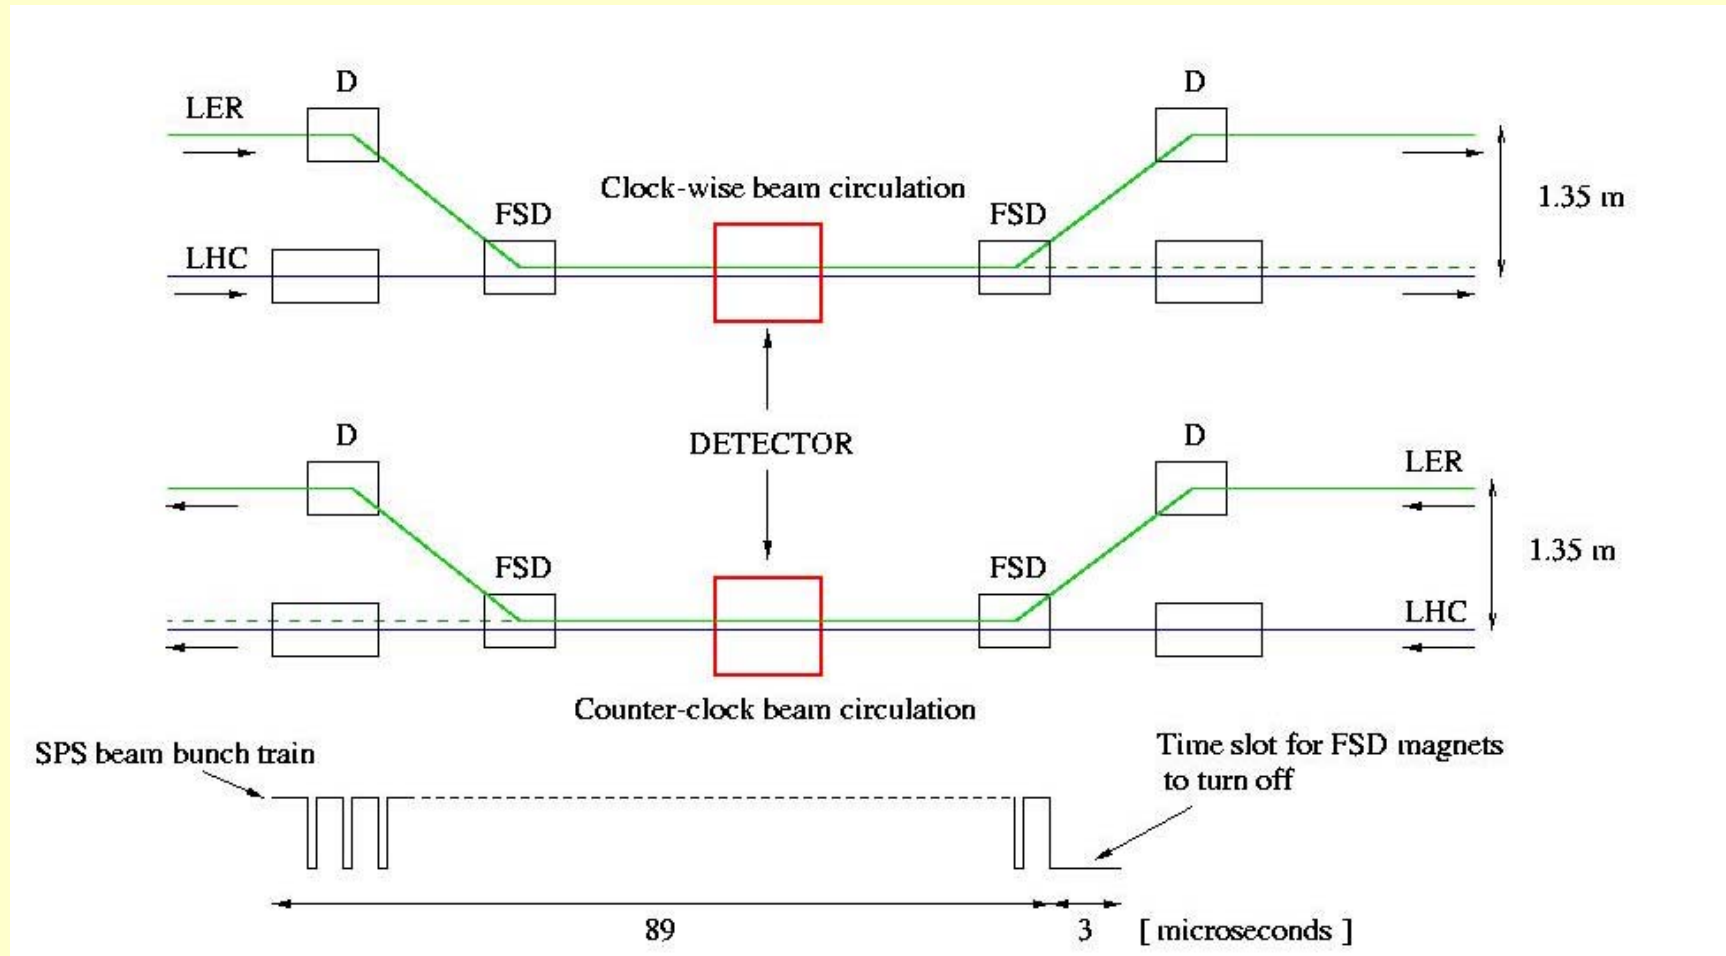 D
D
LER
Clock-wise beam circulation
1.35 m
FSD
FSD
LHC
DETECTOR
D
D
LER
FSD
FSD
1.35 m
LHC
Counter-clock beam circulation
SPS beam bunch train
Time slot for FSD magnets
to turn off
89
3
[ microseconds ]